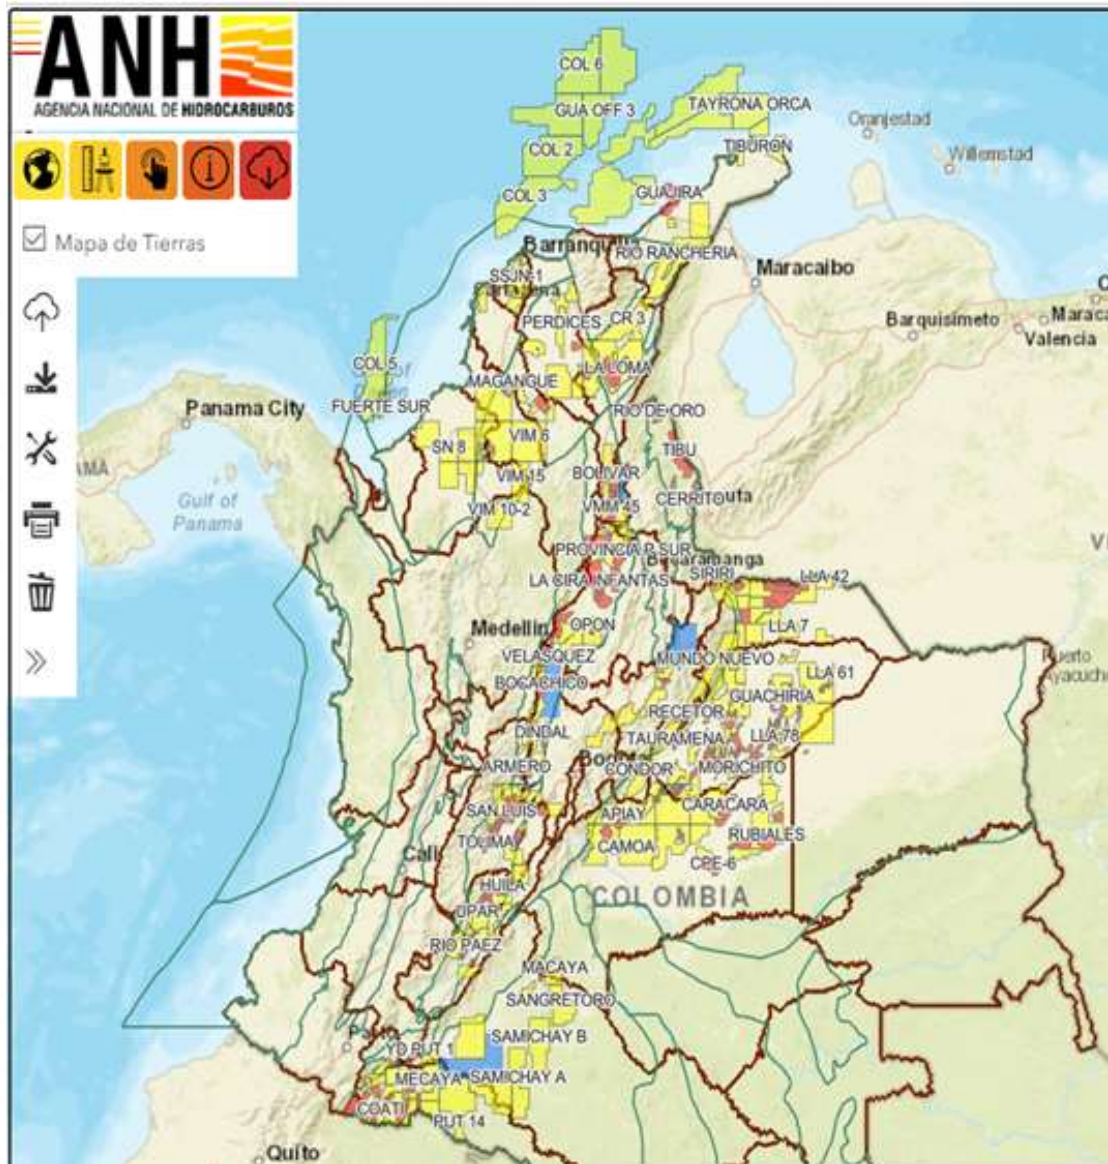 ANH
AGENCIA NACIONAL DE HIDROCARBUROS
Mapa de Tierras
COL 6
GUA OFF 3
TAYRONA ORCA
COL 2
TIBURON
Oranjestad
Willemstad
COL 3
GUAJIRA
RIO RANCHERIA
Maracaibo
SSJN-1
PERDICES
CR 3
Barquisimeto
Valencia
COL 5
LA LOMA
MAGANGUE
Panama City
FUERTE SUR
RIO DE ORO
SN 8
VIM 6
TIBU
VIM 15
BOLIVAR
CERRITO
Gulf of
Panama
VIM 10-2
VMM 45
PROVINCIA P SUR
LA CIRA INFANTAS
SIRIRI
LLA 42
OPON
LLA 7
Medellin
VELASQUEZ
MUNDO NUEVO
BOCACHICO
GUACHIRIA
LLA 61
RECETOR
DINDAL
TAURAMENA
LLA 78
ARMERO
CONDOR
MORICHITO
SAN LUIS
APIAY
CARACARA
TOLIMA
CAMOA
RUBIALES
Cali
CPE-6
HUILA
COLOMBIA
UPAR
RIO PAEZ
MACAYA
SANGRETORO
SAMICHAY B
YD PUT 1
MECAYA
SAMICHAY A
COATI
PUT 14
Quito